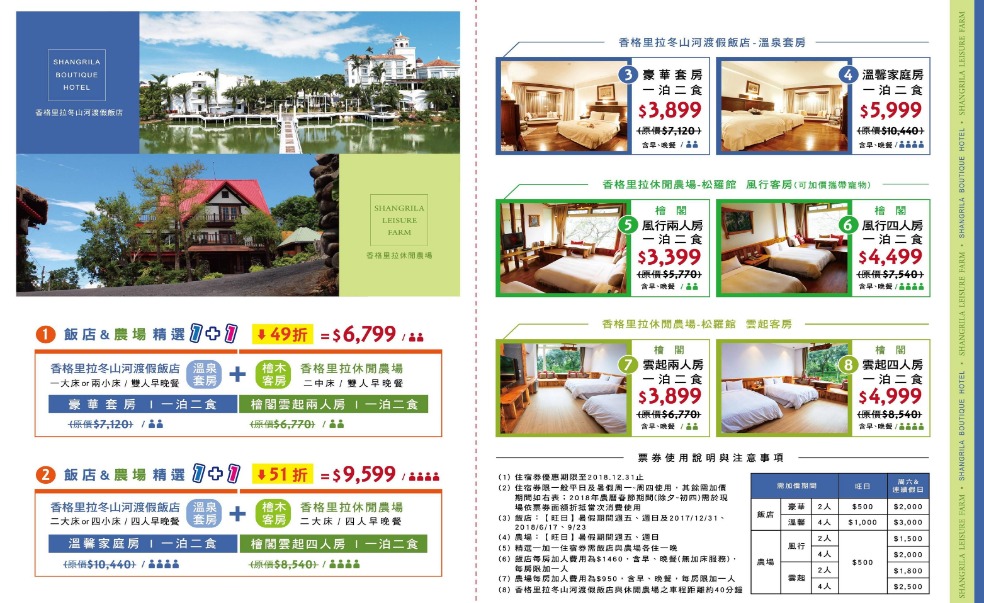 SHANGRILA
BOUTIQUE
HOTEL
香格里拉冬山河渡假飯店
SHANGRILA
LEISURE
FARM
香格里拉休閒農場
1 飯店&農場 精選 1+1 49折 =$6,799 /
香格里拉冬山河渡假飯店 溫泉套房 + 檜木客房 香格里拉休閒農場
一大床or兩小床 / 雙人早晚餐 二中床 / 雙人早晚餐
豪華套房 | 一泊二食 檜閣雲起兩人房 | 一泊二食
(原價$7,120) / (原價$6,770) /
2 飯店&農場 精選 1+1 51折 =$9,599 /
香格里拉冬山河渡假飯店 溫泉套房 + 檜木客房 香格里拉休閒農場
二大床or四小床 / 四人早晚餐 二大床 / 四人早晚餐
溫馨家庭房 | 一泊二食 檜閣雲起四人房 | 一泊二食
(原價$10,440) / (原價$8,540) /
香格里拉冬山河渡假飯店-溫泉套房
3 豪華套房
一泊二食
$3,899
(原價$7,120)
含早、晚餐 /
4 溫馨家庭房
一泊二食
$5,999
(原價$10,440)
含早、晚餐 /
香格里拉休閒農場-松羅館 風行客房(可加價攜帶寵物)
檜閣
5 風行兩人房
一泊二食
$3,399
(原價$5,770)
含早、晚餐 /
檜閣
6 風行四人房
一泊二食
$4,499
(原價$7,540)
含早、晚餐 /
香格里拉休閒農場-松羅館 雲起客房
檜閣
7 雲起兩人房
一泊二食
$3,899
(原價$6,770)
含早、晚餐 /
檜閣
8 雲起四人房
一泊二食
$4,999
(原價$8,540)
含早、晚餐 /
票券使用說明與注意事項
(1) 住宿券優惠期限至2018.12.31止
(2) 住宿券限一般平日及暑假周一~周四使用，其餘需加價
期間如右表；2018年農曆春節期間(除夕-初四)需於現
場依票券面額折抵當次消費使用
(3) 飯店：【旺日】暑假期間週五、週日及2017/12/31、
2018/6/17、9/23
(4) 農場：【旺日】暑假期間週五、週日
(5) 精選一加一住宿券需飯店與農場各住一晚
(6) 飯店每房加人費用為$1460，含早、晚餐(無加床服務)，
每房限加一人
(7) 農場每房加人費用為$950，含早、晚餐，每房限加一人
(8) 香格里拉冬山河渡假飯店與休閒農場之車程距離約40分鐘
需加價期間 旺日 周六&連續假日
飯店 豪華 2人 $500 $2,000
溫馨 4人 $1,000 $3,000
農場 風行 2人 $500 $1,500
4人 $2,000
雲起 2人 $1,800
4人 $2,500
SHANGRILA LEISURE FARM • SHANGRILA BOUTIQUE HOTEL • SHANGRILA LEISURE FARM • SHANGRILA BOUTIQUE HOTEL • SHANGRILA LEISURE FARM